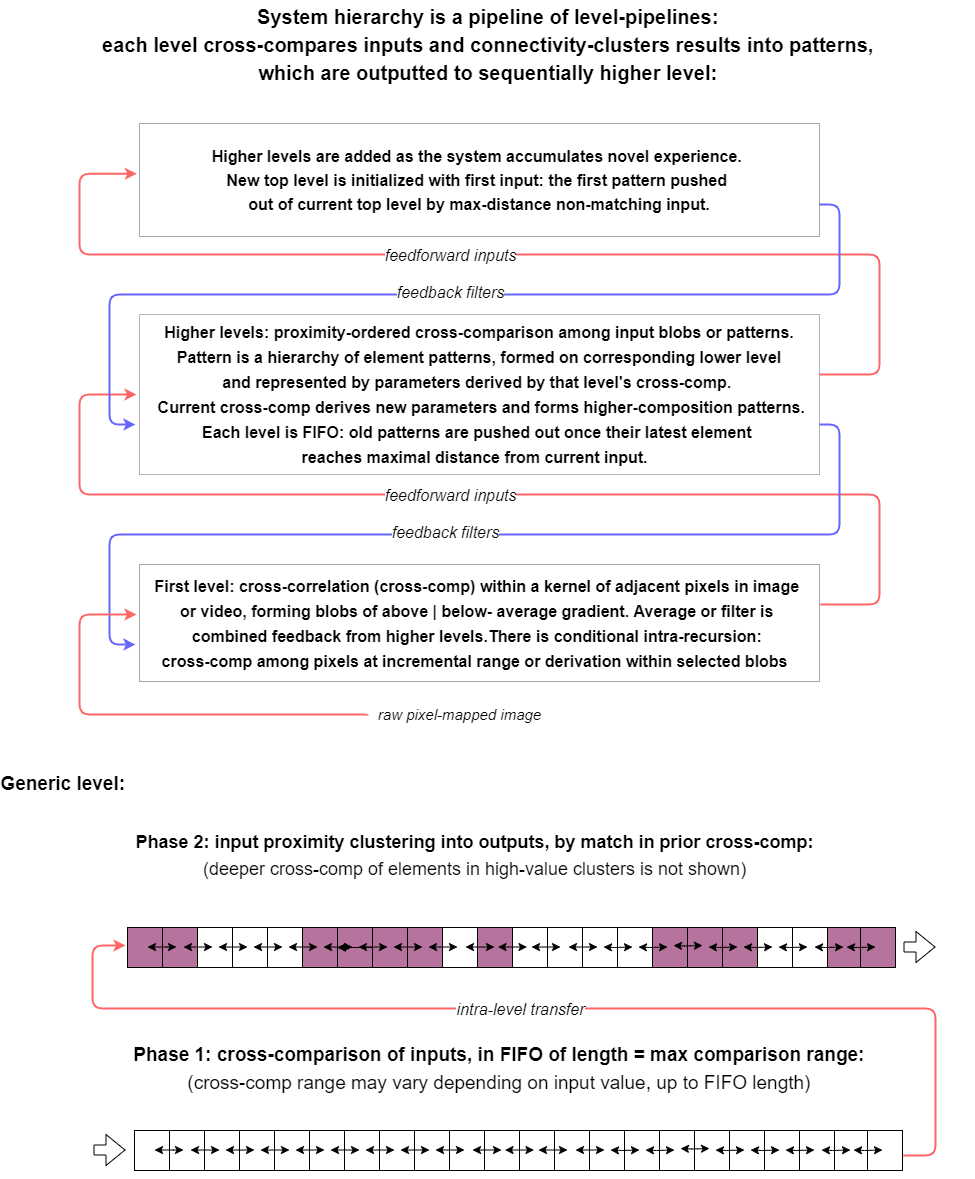 System hierarchy is a pipeline of level-pipelines:
each level cross-compares inputs and connectivity-clusters results into patterns,
which are outputted to sequentially higher level:
Higher levels are added as the system accumulates novel experience.
New top level is initialized with first input: the first pattern pushed
out of current top level by max-distance non-matching input.
feedforward inputs
feedback filters
Higher levels: proximity-ordered cross-comparison among input blobs or patterns.
Pattern is a hierarchy of element patterns, formed on corresponding lower level
and represented by parameters derived by that level's cross-comp.
Current cross-comp derives new parameters and forms higher-composition patterns.
Each level is FIFO: old patterns are pushed out once their latest element
reaches maximal distance from current input.
feedforward inputs
feedback filters
First level: cross-correlation (cross-comp) within a kernel of adjacent pixels in image
or video, forming blobs of above | below- average gradient. Average or filter is
combined feedback from higher levels.There is conditional intra-recursion:
cross-comp among pixels at incremental range or derivation within selected blobs
raw pixel-mapped image
Generic level:
Phase 2: input proximity clustering into outputs, by match in prior cross-comp:
(deeper cross-comp of elements in high-value clusters is not shown)
intra-level transfer
Phase 1: cross-comparison of inputs, in FIFO of length = max comparison range:
(cross-comp range may vary depending on input value, up to FIFO length)